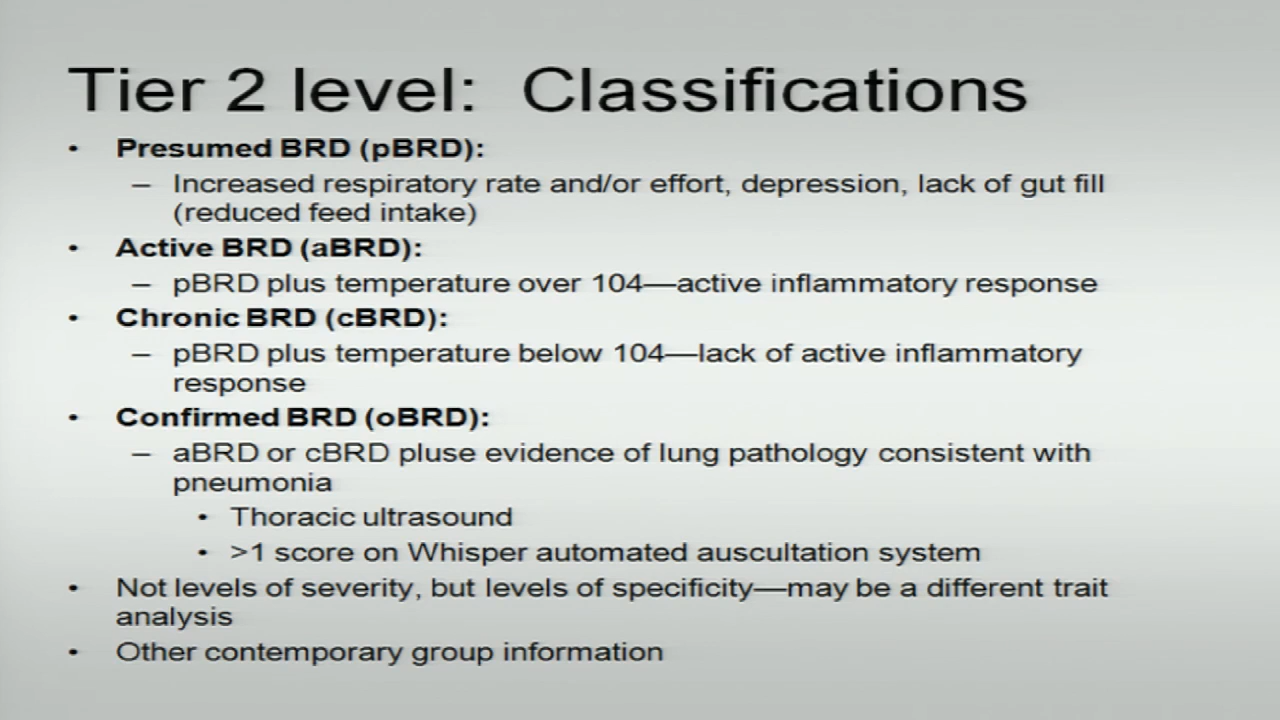 Tier 2 level: Classifications
• Presumed BRD (pBRD):
– Increased respiratory rate and/or effort, depression, lack of gut fill
(reduced feed intake)
• Active BRD (aBRD):
– pBRD plus temperature over 104—active inflammatory response
• Chronic BRD (cBRD):
– pBRD plus temperature below 104—lack of active inflammatory
response
• Confirmed BRD (oBRD):
– aBRD or cBRD pluse evidence of lung pathology consistent with
pneumonia
• Thoracic ultrasound
• >1 score on Whisper automated auscultation system
• Not levels of severity, but levels of specificity—may be a different trait
analysis
• Other contemporary group information